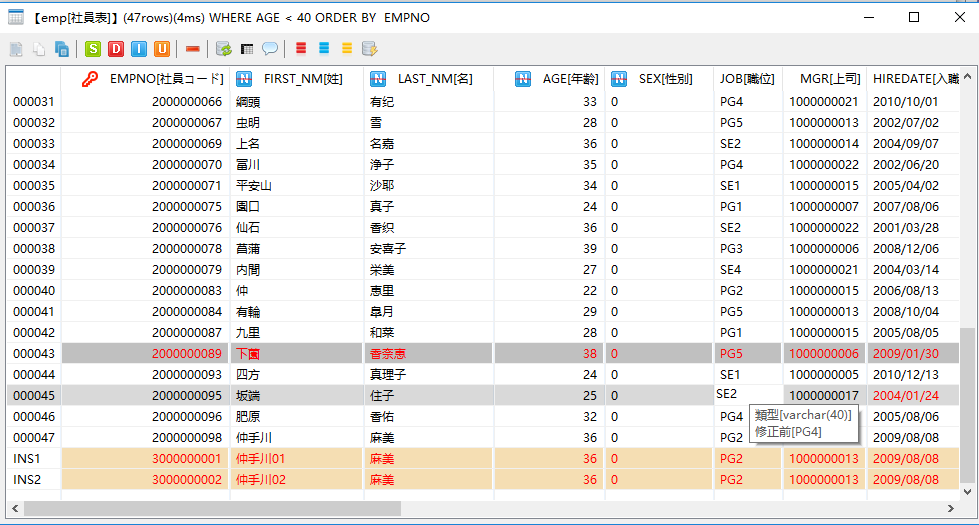 【emp[社員表]】(47rows)(4ms) WHERE AGE < 40 ORDER BY  EMPNO
S D I U
EMPNO[社員コード] N FIRST_NM[姓] N LAST_NM[名] N AGE[年齢] N SEX[性別] JOB[職位] MGR[上司] HIREDATE[入職
000031 2000000066 綱頭 有纪 33 0 PG4 1000000021 2010/10/01
000032 2000000067 虫明 雪 28 0 PG5 1000000013 2002/07/02
000033 2000000069 上名 名嘉 36 0 SE2 1000000014 2004/09/07
000034 2000000070 冨川 浄子 35 0 PG4 1000000022 2002/06/20
000035 2000000071 平安山 沙耶 34 0 SE1 1000000015 2005/04/02
000036 2000000075 園口 真子 24 0 PG1 1000000007 2007/08/06
000037 2000000076 仙石 香织 36 0 SE2 1000000022 2001/03/28
000038 2000000078 菖蒲 安喜子 39 0 PG3 1000000006 2008/12/06
000039 2000000079 内間 栄美 27 0 SE4 1000000021 2004/03/14
000040 2000000083 仲 恵里 22 0 PG2 1000000015 2006/08/13
000041 2000000084 有輪 皐月 29 0 PG5 1000000013 2008/10/04
000042 2000000087 九里 和菜 28 0 PG1 1000000015 2005/08/05
000043 2000000089 下薗 香奈恵 38 0 PG5 1000000006 2009/01/30
000044 2000000093 四方 真理子 24 0 SE1 1000000005 2010/12/13
000045 2000000095 坂端 住子 25 0 SE2 1000000017 2004/01/24
000046 2000000096 肥原 香佑 32 0 PG4 2005/08/06
000047 2000000098 仲手川 麻美 36 0 PG2 2009/08/08
類型[varchar(40)]
修正前[PG4]
INS1 3000000001 仲手川01 麻美 36 0 PG2 1000000013 2009/08/08
INS2 3000000002 仲手川02 麻美 36 0 PG2 1000000013 2009/08/08